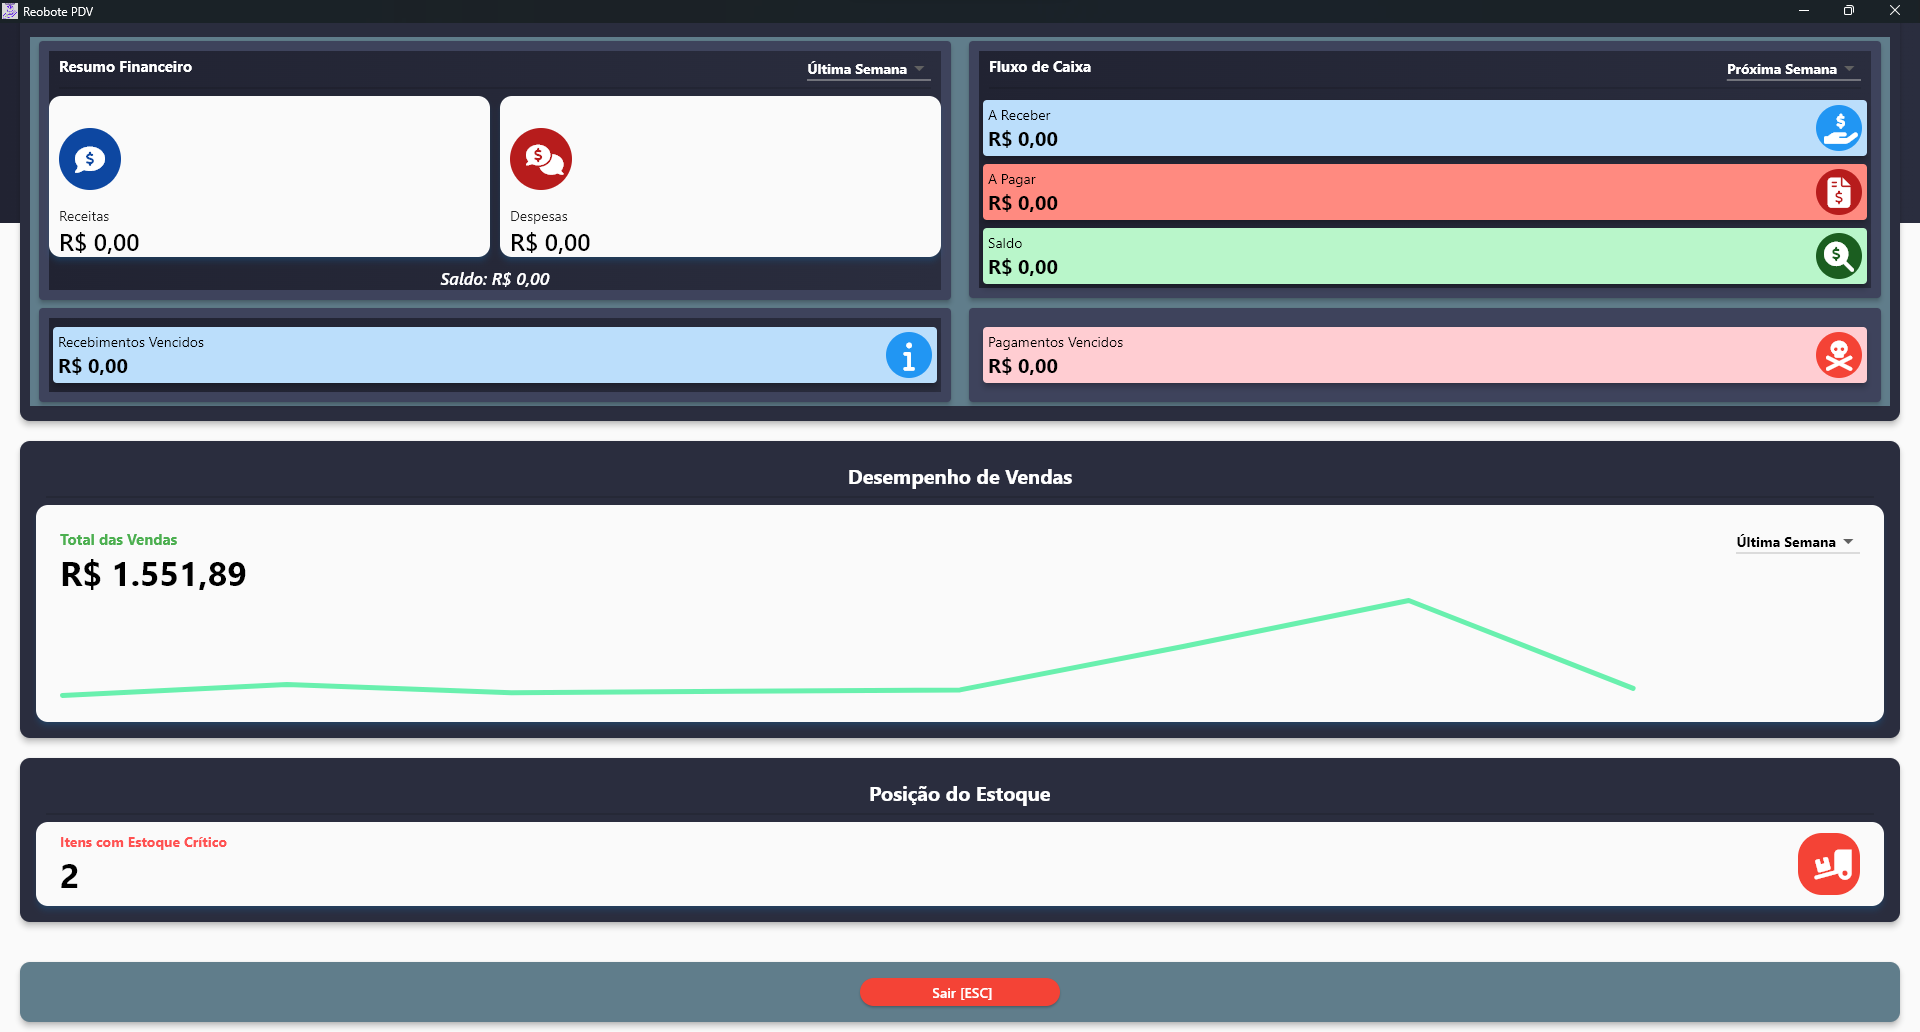 Reobote PDV
Resumo Financeiro
Última Semana
Receitas
R$ 0,00
Despesas
R$ 0,00
Saldo: R$ 0,00
Fluxo de Caixa
Próxima Semana
A Receber
R$ 0,00
A Pagar
R$ 0,00
Saldo
R$ 0,00
Recebimentos Vencidos
R$ 0,00
Pagamentos Vencidos
R$ 0,00
Desempenho de Vendas
Total das Vendas
R$ 1.551,89
Última Semana
Posição do Estoque
Itens com Estoque Crítico
2
Sair [ESC]